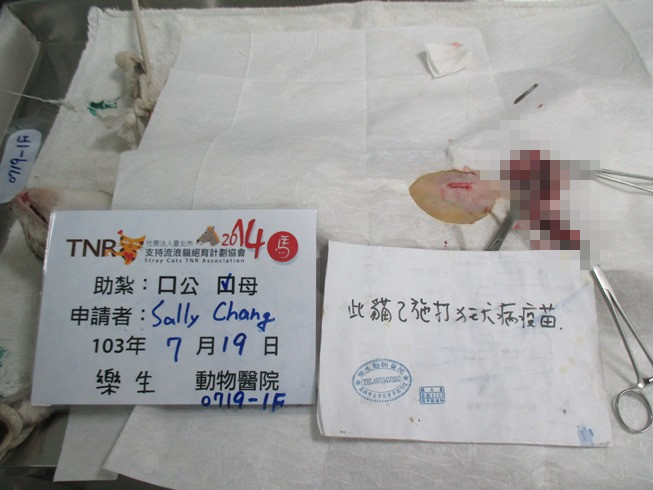 0719-1F
TNR
社團法人臺北市
支持流浪貓絕育計劃協會
Stray Cats TNR Association
2014 馬
助紮：口公 口母
申請者：Sally Chang
103年 7 月 19 日
樂生 動物醫院
0719-1F
此貓已施打狂犬病疫苗.